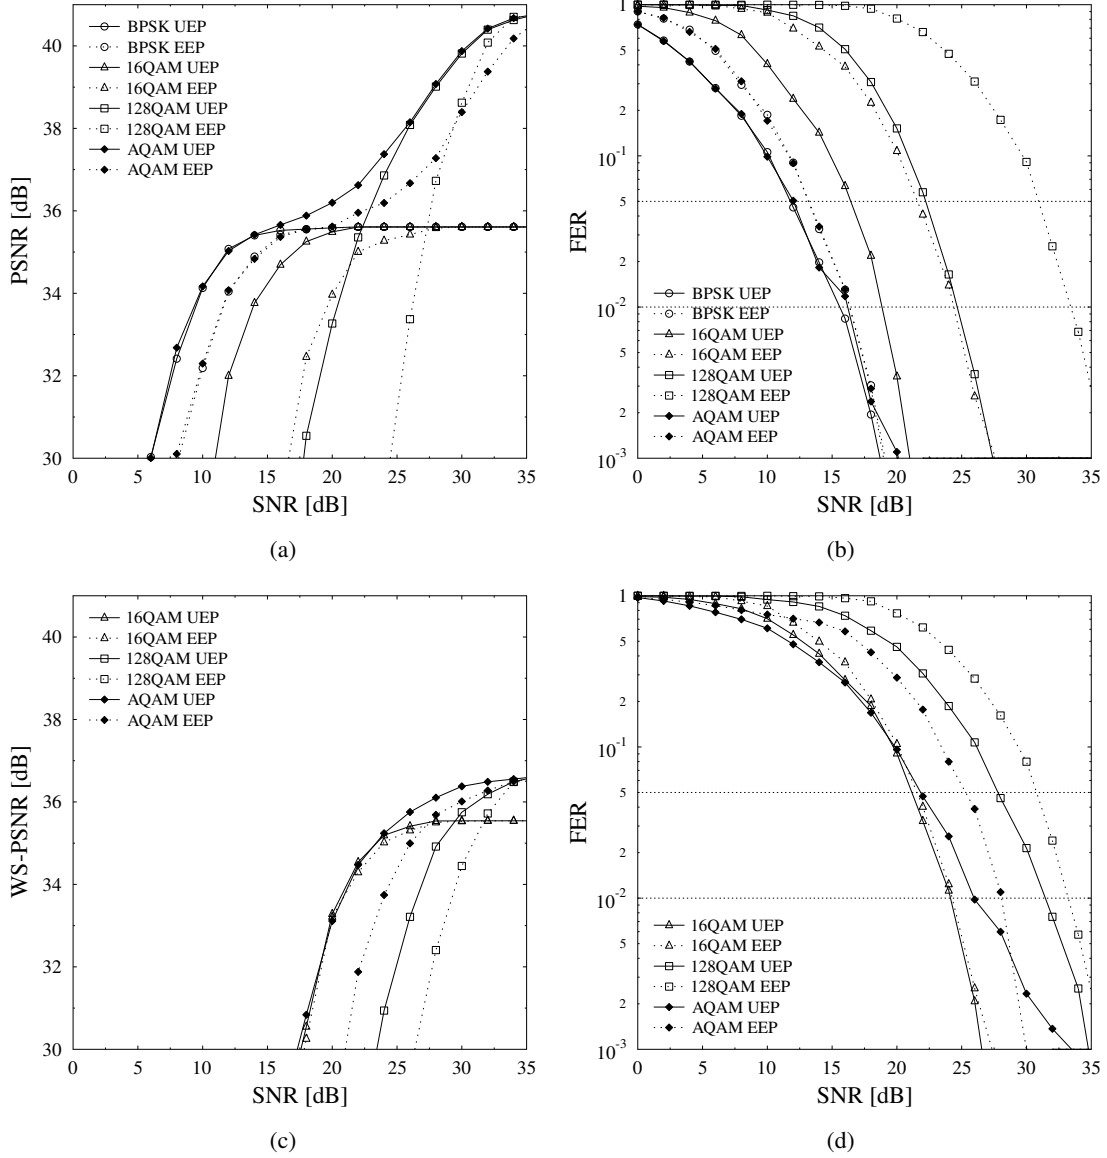 40
38
36
34
32
30
PSNR [dB]
BPSK UEP
BPSK EEP
16QAM UEP
16QAM EEP
128QAM UEP
128QAM EEP
AQAM UEP
AQAM EEP
0 5 10 15 20 25 30 35
SNR [dB]
(a)
1
5
2
10-1
5
2
10-2
5
2
10-3
FER
BPSK UEP
BPSK EEP
16QAM UEP
16QAM EEP
128QAM UEP
128QAM EEP
AQAM UEP
AQAM EEP
0 5 10 15 20 25 30 35
SNR [dB]
(b)
40
38
36
34
32
30
WS-PSNR [dB]
16QAM UEP
16QAM EEP
128QAM UEP
128QAM EEP
AQAM UEP
AQAM EEP
0 5 10 15 20 25 30 35
SNR [dB]
(c)
1
5
2
10-1
5
2
10-2
5
2
10-3
FER
16QAM UEP
16QAM EEP
128QAM UEP
128QAM EEP
AQAM UEP
AQAM EEP
0 5 10 15 20 25 30 35
SNR [dB]
(d)